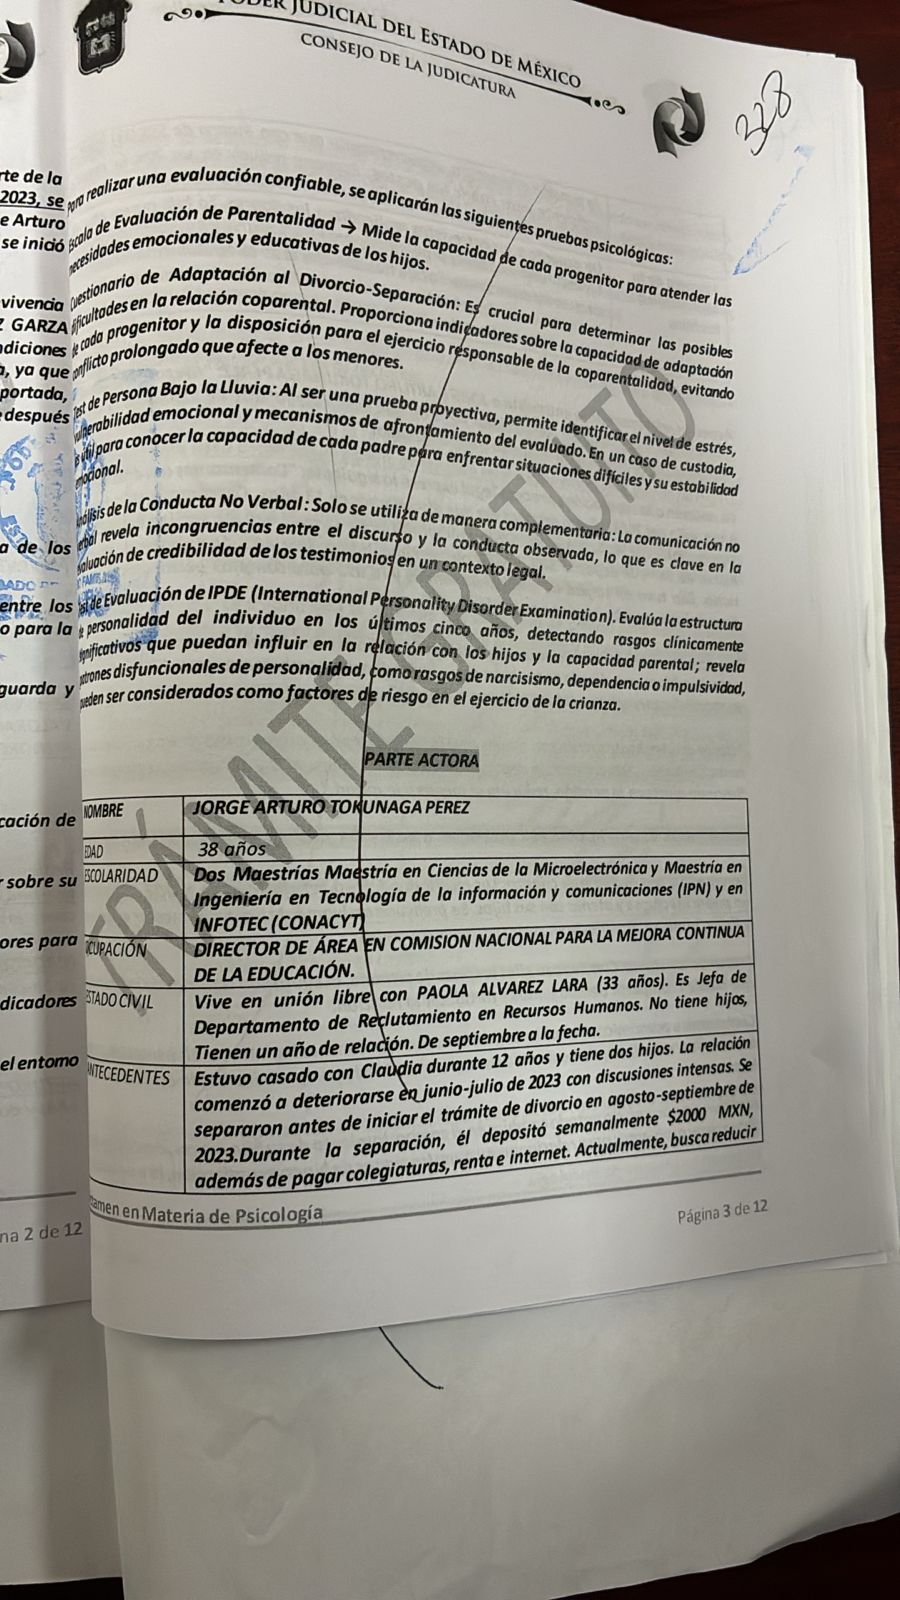 PODER JUDICIAL DEL ESTADO DE MÉXICO
CONSEJO DE LA JUDICATURA
328
rte de la
2023, se
e Arturo
se inició
vivencia
Z GARZA
ndiciones
a, ya que
portada,
después
a de los
entre los
o para la
guarda y
cación de
r sobre su
ores para
dicadores
el entorno
na 2 de 12
para realizar una evaluación confiable, se aplicarán las siguientes pruebas psicológicas:
Escala de Evaluación de Parentalidad → Mide la capacidad de cada progenitor para atender las
necesidades emocionales y educativas de los hijos.
Cuestionario de Adaptación al Divorcio-Separación: Es crucial para determinar las posibles
dificultades en la relación coparental. Proporciona indicadores sobre la capacidad de adaptación
de cada progenitor y la disposición para el ejercicio responsable de la coparentalidad, evitando
conflicto prolongado que afecte a los menores.
Test de Persona Bajo la Lluvia: Al ser una prueba proyectiva, permite identificar el nivel de estrés,
vulnerabilidad emocional y mecanismos de afrontamiento del evaluado. En un caso de custodia,
es útil para conocer la capacidad de cada padre para enfrentar situaciones difíciles y su estabilidad
emocional.
Análisis de la Conducta No Verbal: Solo se utiliza de manera complementaria: La comunicación no
verbal revela incongruencias entre el discurso y la conducta observada, lo que es clave en la
evaluación de credibilidad de los testimonios en un contexto legal.
Test de Evaluación de IPDE (International Personality Disorder Examination). Evalúa la estructura
de personalidad del individuo en los últimos cinco años, detectando rasgos clínicamente
significativos que puedan influir en la relación con los hijos y la capacidad parental; revela
patrones disfuncionales de personalidad, como rasgos de narcisismo, dependencia o impulsividad,
pueden ser considerados como factores de riesgo en el ejercicio de la crianza.
TRÁMITE GRATUITO
PARTE ACTORA
NOMBRE JORGE ARTURO TOKUNAGA PEREZ
EDAD 38 años
ESCOLARIDAD Dos Maestrías Maestría en Ciencias de la Microelectrónica y Maestría en
Ingeniería en Tecnología de la información y comunicaciones (IPN) y en
INFOTEC (CONACYT)
OCUPACIÓN DIRECTOR DE ÁREA EN COMISION NACIONAL PARA LA MEJORA CONTINUA
DE LA EDUCACIÓN.
ESTADO CIVIL Vive en unión libre con PAOLA ALVAREZ LARA (33 años). Es Jefa de
Departamento de Reclutamiento en Recursos Humanos. No tiene hijos,
Tienen un año de relación. De septiembre a la fecha.
ANTECEDENTES Estuvo casado con Claudia durante 12 años y tiene dos hijos. La relación
comenzó a deteriorarse en junio-julio de 2023 con discusiones intensas. Se
separaron antes de iniciar el trámite de divorcio en agosto-septiembre de
2023.Durante la separación, él depositó semanalmente $2000 MXN,
además de pagar colegiaturas, renta e internet. Actualmente, busca reducir
Dictamen en Materia de Psicología
Página 3 de 12